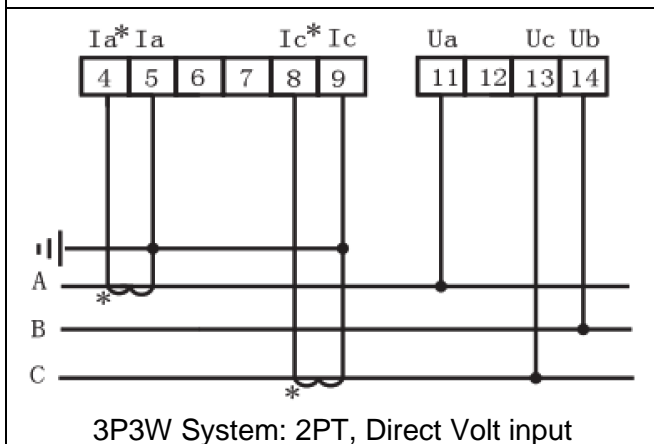 Ia* Ia Ic* Ic Ua Uc Ub
4 5 6 7 8 9 11 12 13 14
A
*
B
C
*
3P3W System: 2PT, Direct Volt input